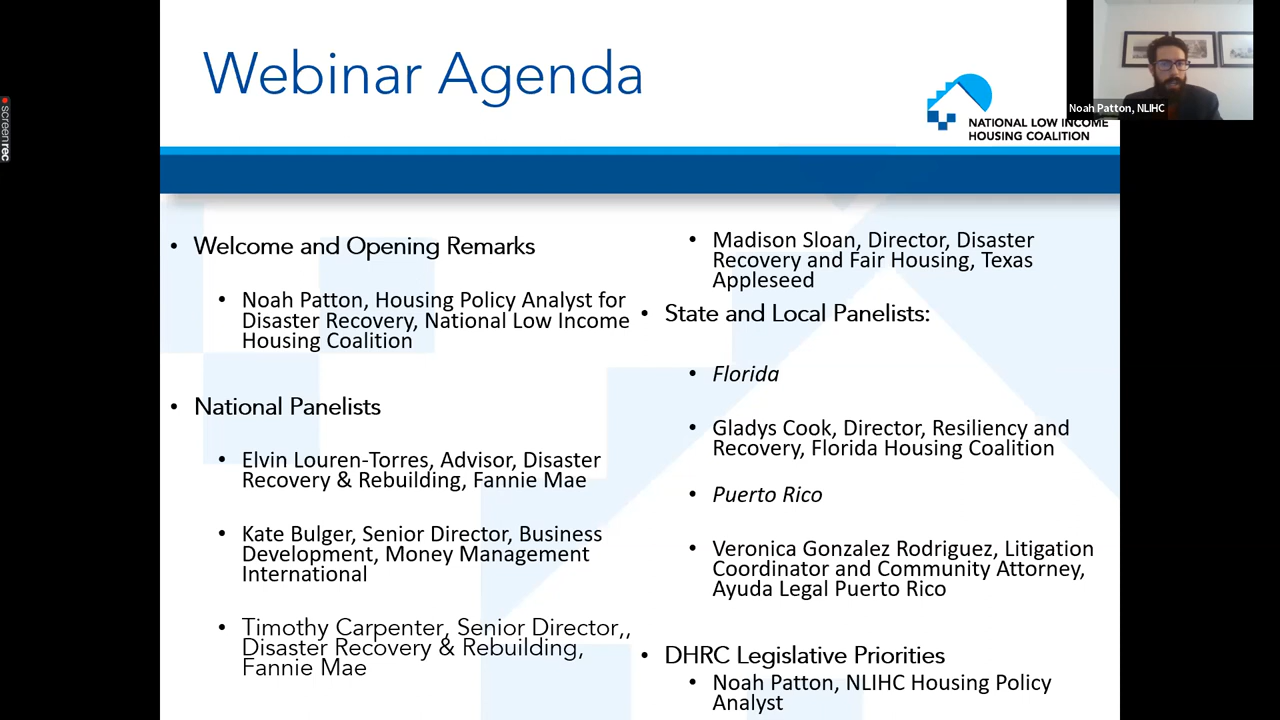 Webinar Agenda
NATIONAL LOW INCOME
HOUSING COALITION
Noah Patton, NLIHC
screenrec
• Welcome and Opening Remarks
• Noah Patton, Housing Policy Analyst for
Disaster Recovery, National Low Income
Housing Coalition
• National Panelists
• Elvin Louren-Torres, Advisor, Disaster
Recovery & Rebuilding, Fannie Mae
• Kate Bulger, Senior Director, Business
Development, Money Management
International
• Timothy Carpenter, Senior Director,,
Disaster Recovery & Rebuilding,
Fannie Mae
• Madison Sloan, Director, Disaster
Recovery and Fair Housing, Texas
Appleseed
• State and Local Panelists:
• Florida
• Gladys Cook, Director, Resiliency and
Recovery, Florida Housing Coalition
• Puerto Rico
• Veronica Gonzalez Rodriguez, Litigation
Coordinator and Community Attorney,
Ayuda Legal Puerto Rico
• DHRC Legislative Priorities
• Noah Patton, NLIHC Housing Policy
Analyst